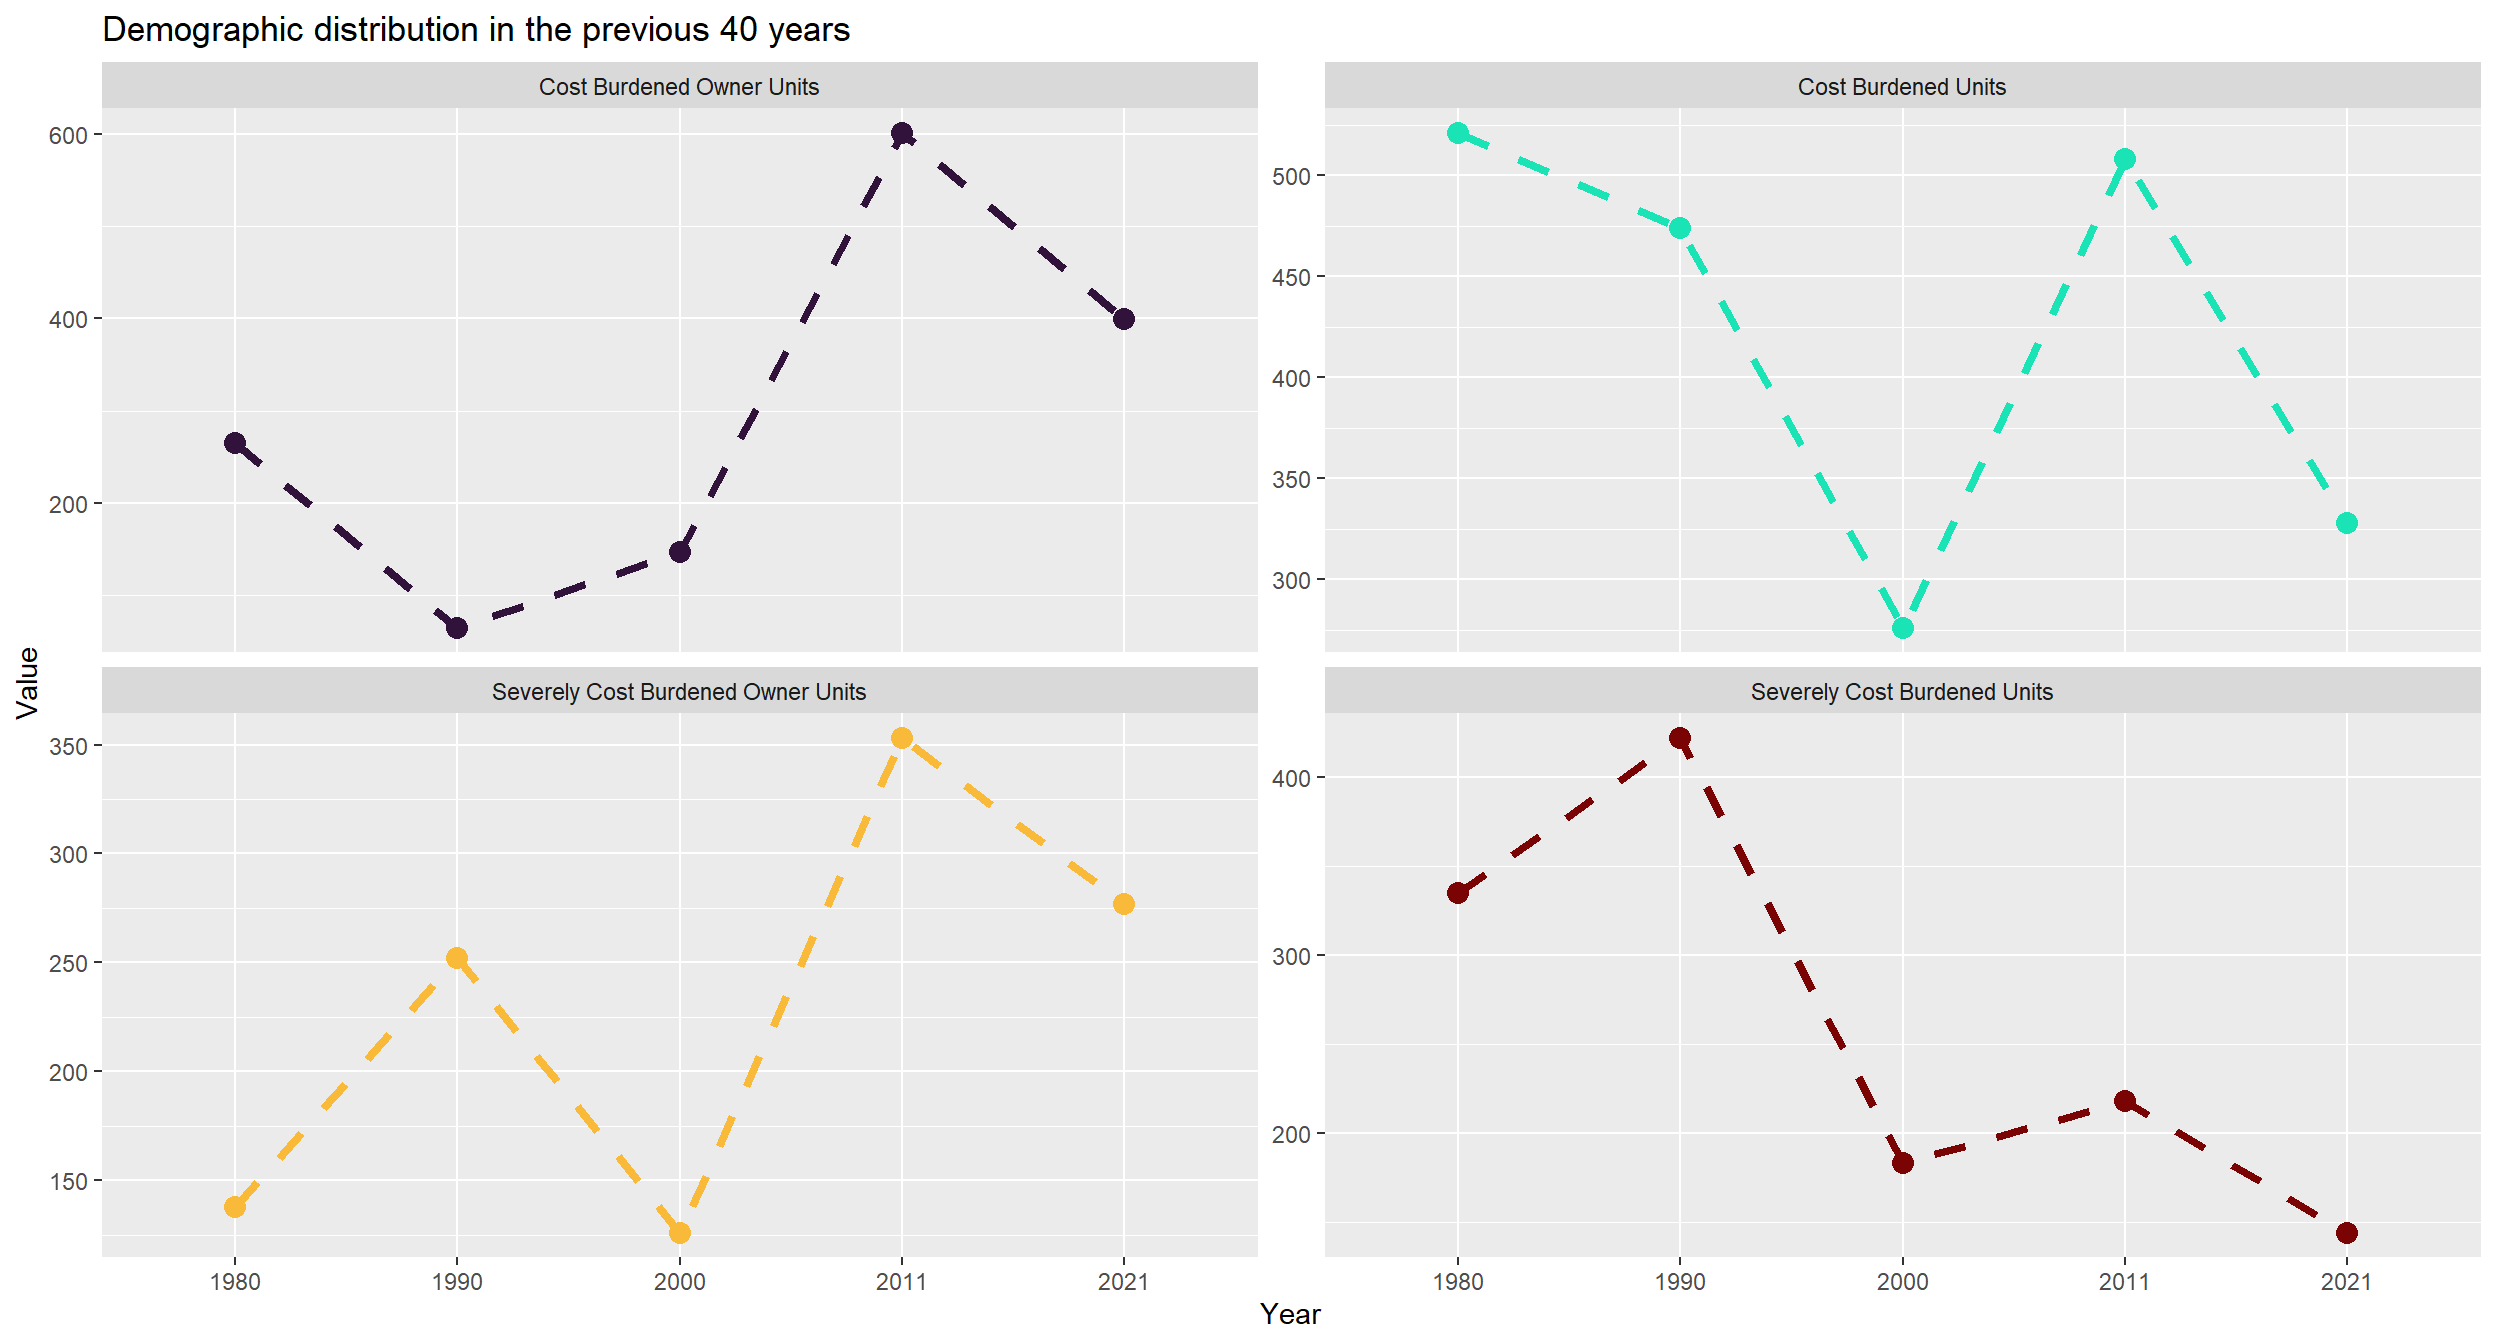 Demographic distribution in the previous 40 years
Cost Burdened Owner Units
Cost Burdened Units
600
400
200
500
450
400
350
300
Value
Severely Cost Burdened Owner Units
Severely Cost Burdened Units
350
300
250
200
150
400
300
200
1980 1990 2000 2011 2021
1980 1990 2000 2011 2021
Year